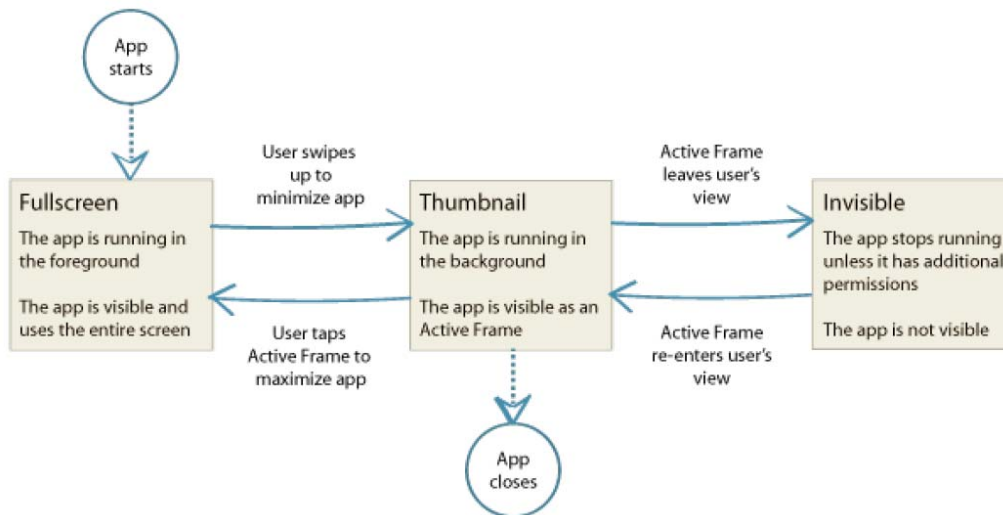 App
starts
User swipes
up to
minimize app
Active Frame
leaves user's
view
Fullscreen
The app is running in
the foreground
The app is visible and
uses the entire screen
Thumbnail
The app is running in
the background
The app is visible as an
Active Frame
Invisible
The app stops running
unless it has additional
permissions
The app is not visible
User taps
Active Frame to
maximize app
Active Frame
re-enters user's
view
App
closes